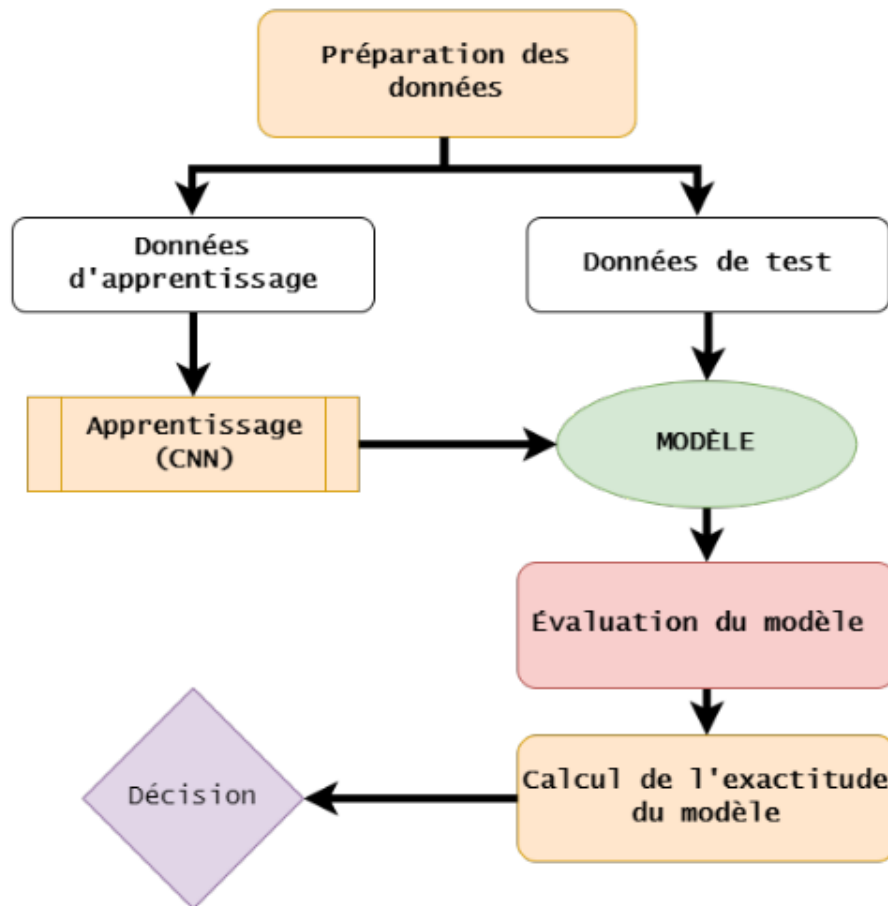 Préparation des
données
Données
d'apprentissage
Données de test
Apprentissage
(CNN)
MODÈLE
Évaluation du modèle
Calcul de l'exactitude
du modèle
Décision